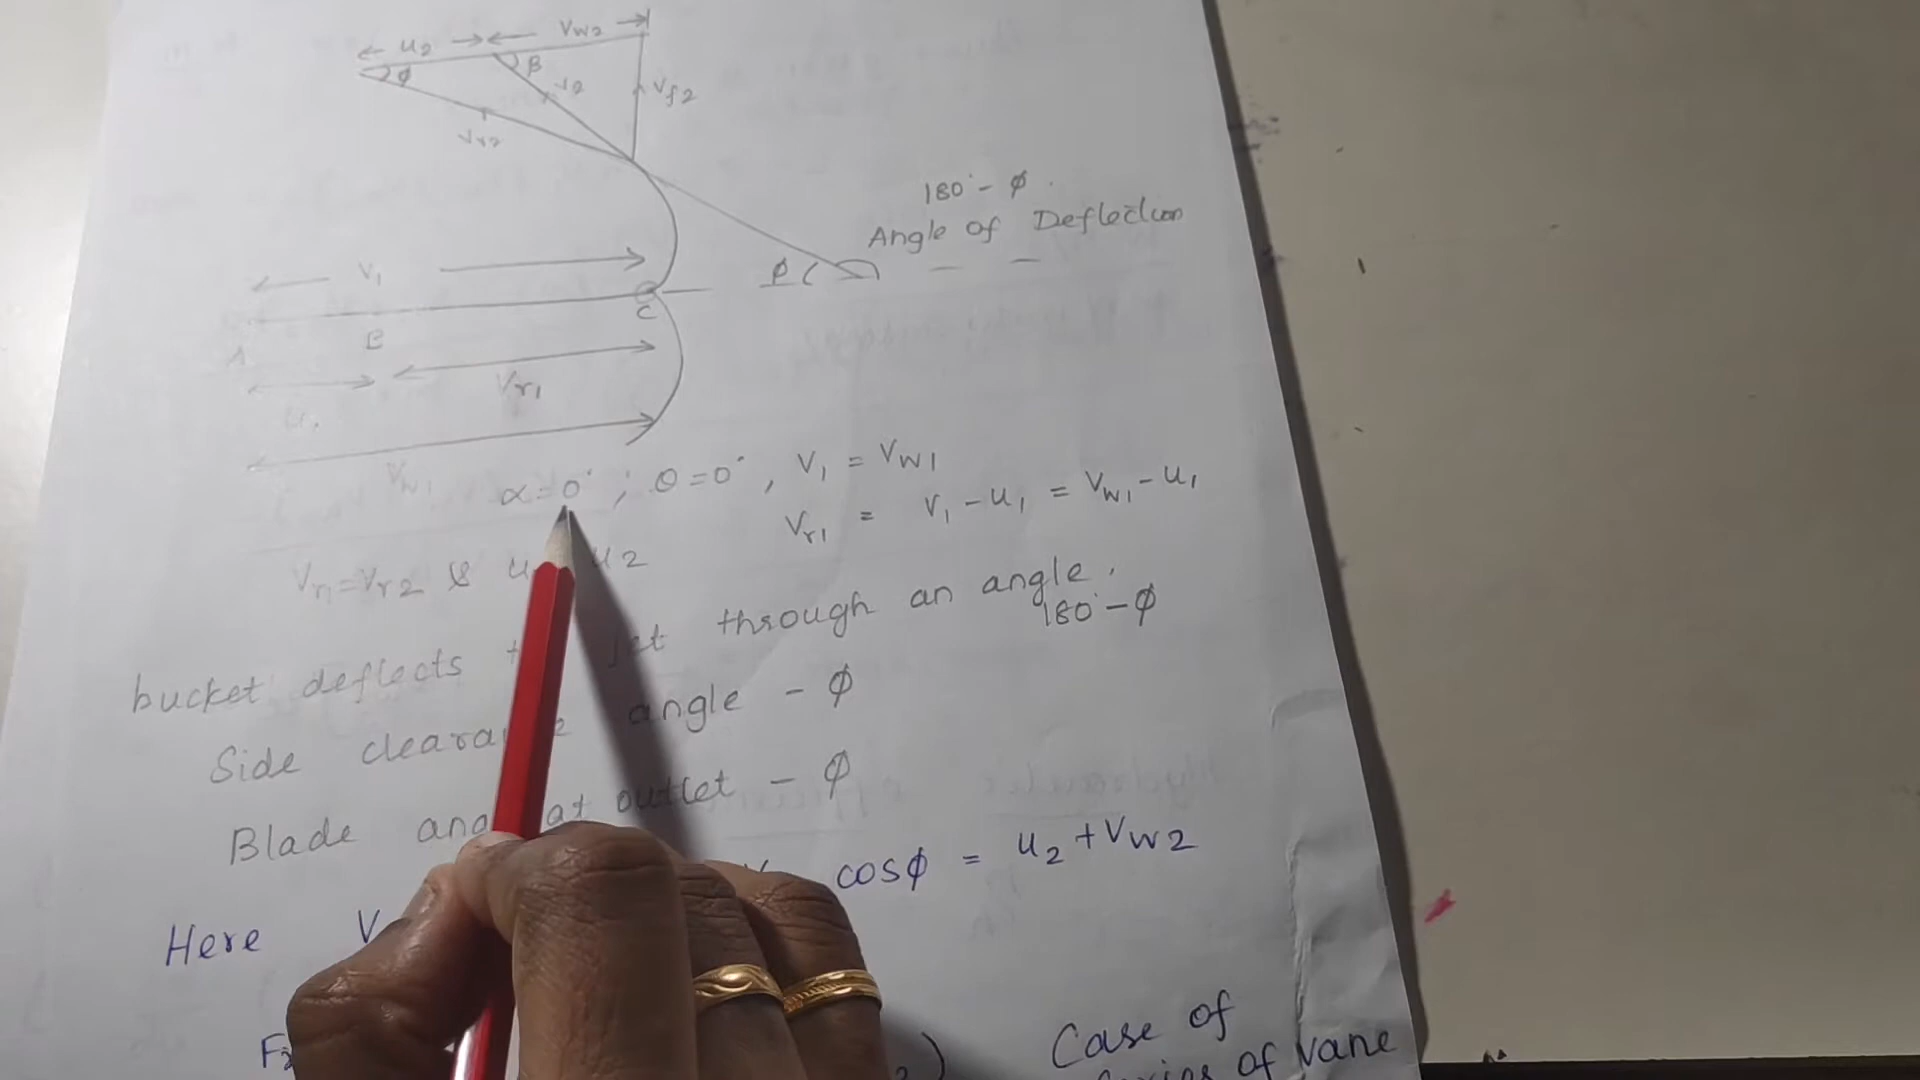 u2 Vw2
φ β V2 Vf2
Vr2
180° - φ
Angle of Deflection
φ
V1
C
A B
Vr1
u1
Vw1
α = 0° ; θ = 0° , V1 = Vw1
Vr1 = V1 - u1 = Vw1 - u1
Vr1 = Vr2 & u2
bucket deflects jet through an angle.
180° - φ
Side angle - φ
Blade at outlet - φ
Here cosφ = u2 + Vw2
Case of
of vane